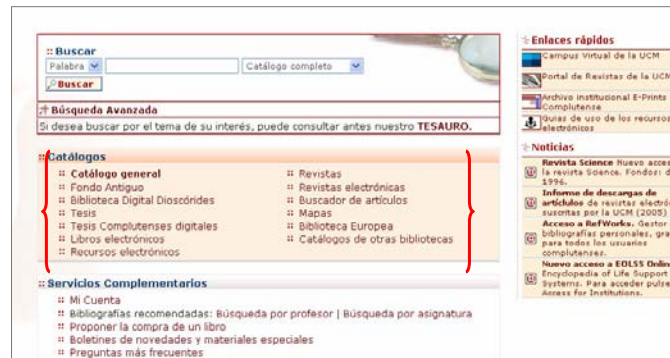 :: Buscar
Palabra
Catálogo completo
Buscar
Búsqueda Avanzada
Si desea buscar por el tema de su interés, puede consultar antes nuestro TESAURO.
:: Catálogos
:: Catálogo general
:: Fondo Antiguo
:: Biblioteca Digital Dioscórides
:: Tesis
:: Tesis Complutenses digitales
:: Libros electrónicos
:: Recursos electrónicos
:: Revistas
:: Revistas electrónicas
:: Buscador de artículos
:: Mapas
:: Biblioteca Europea
:: Catálogos de otras bibliotecas
:: Servicios Complementarios
:: Mi Cuenta
:: Bibliografías recomendadas: Búsqueda por profesor | Búsqueda por asignatura
:: Proponer la compra de un libro
:: Boletines de novedades y materiales especiales
:: Preguntas más frecuentes
Enlaces rápidos
Campus Virtual de la UCM
Portal de Revistas de la UCM
Archivo institucional E-Prints
Complutense
Guias de uso de los recursos
electrónicos
Noticias
Revista Science Nuevo acces
la revista Science. Fondos: d
1996.
Informe de descargas de
artículos de revistas electró
suscritas por la UCM (2005)
Acceso a RefWorks. Gestor
bibliografías personales, gra
para todos los usuarios
complutenses.
Nuevo acceso a EOLSS Onlin
Encyclopedia of Life Support
Systems. Para acceder pulse
Access for Institutions.